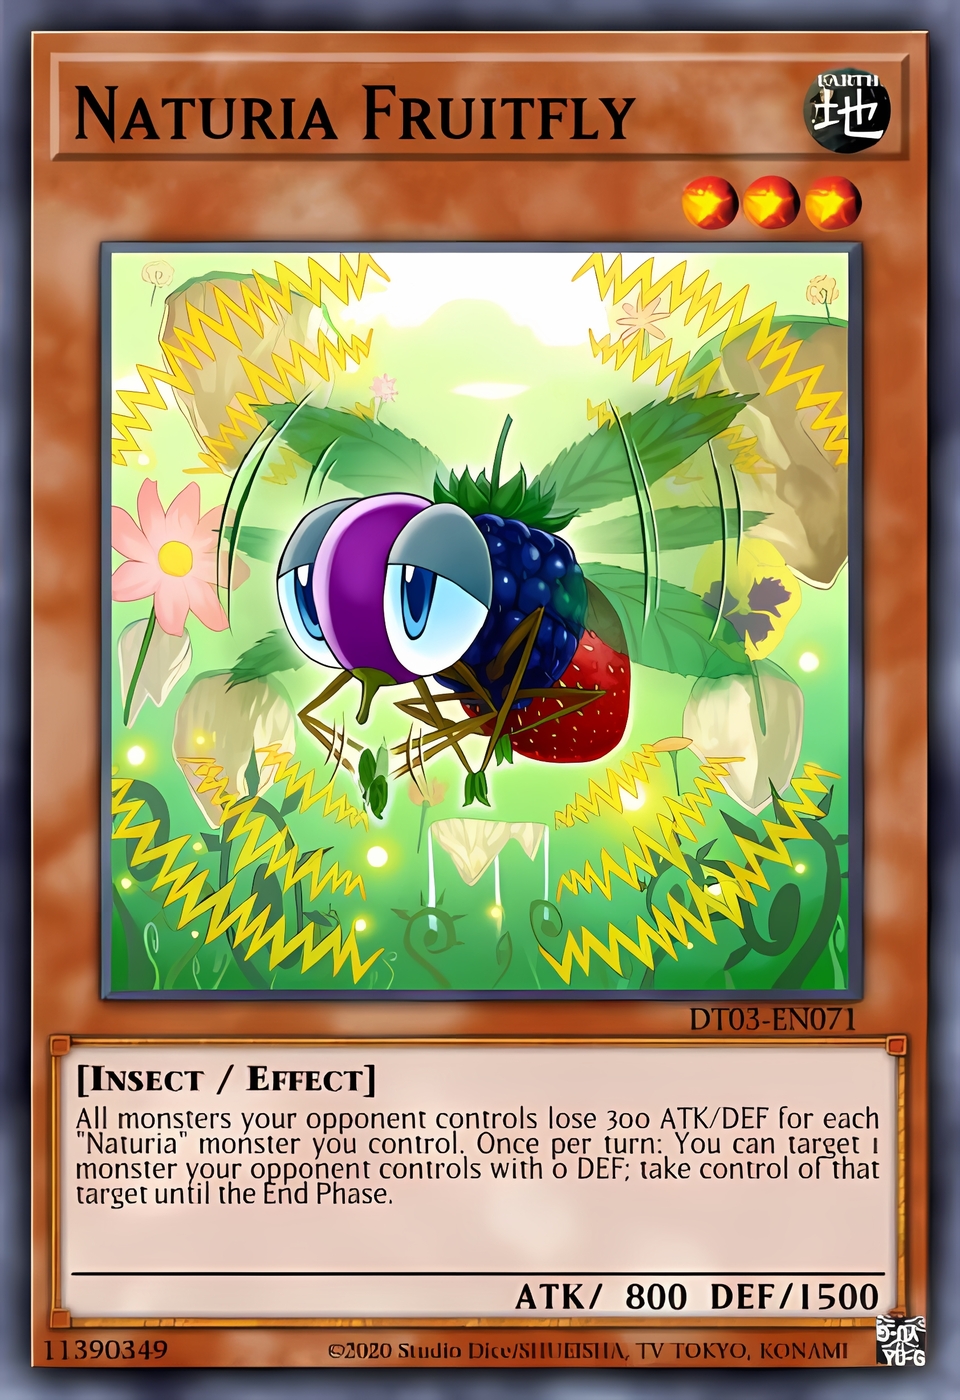 NATURIA FRUITFLY
EARTH
地
DT03-EN071
[INSECT / EFFECT]
All monsters your opponent controls lose 300 ATK/DEF for each
"Naturia" monster you control. Once per turn: You can target 1
monster your opponent controls with 0 DEF; take control of that
target until the End Phase.
ATK/ 800 DEF/1500
11390349
©2020 Studio Dice/SHUEISHA, TV TOKYO, KONAMI